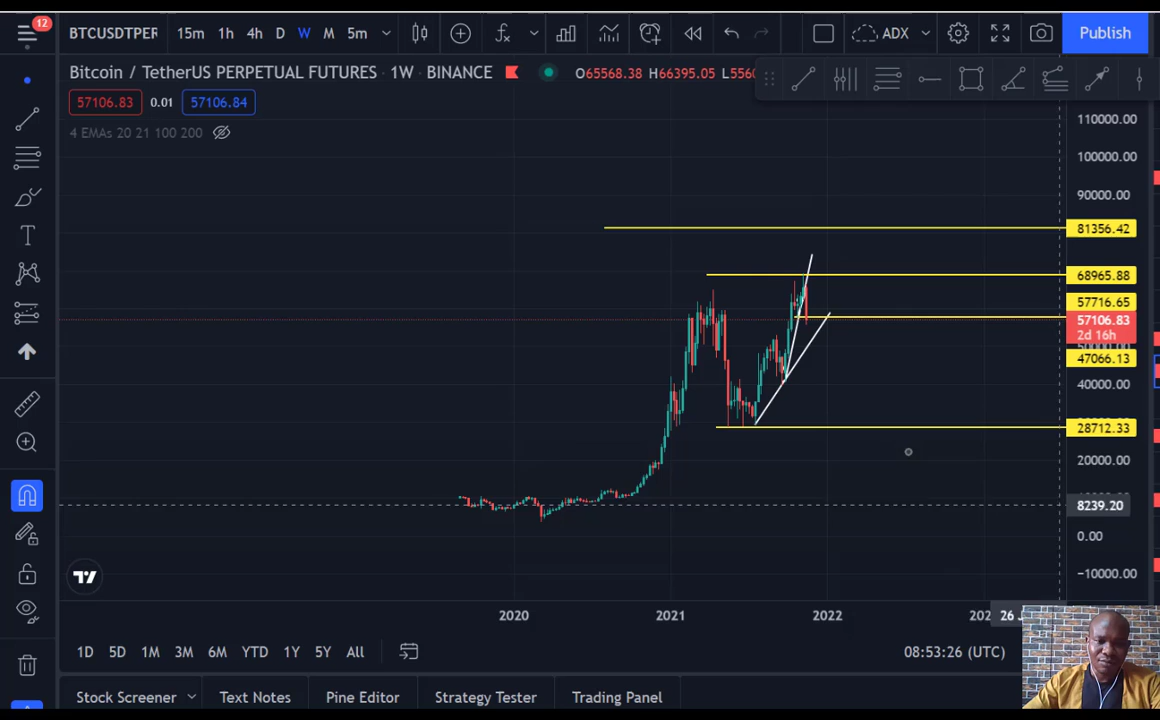 12
BTCUSDTPER 15m 1h 4h D W M 5m ADX Publish
Bitcoin / TetherUS PERPETUAL FUTURES · 1W · BINANCE O65568.38 H66395.05
57106.83 0.01 57106.84
4 EMAs 20 21 100 200
110000.00
100000.00
90000.00
81356.42
68965.88
57716.65
57106.83
2d 16h
47066.13
40000.00
28712.33
20000.00
8239.20
0.00
−10000.00
2020 2021 2022 26
1D 5D 1M 3M 6M YTD 1Y 5Y All 08:53:26 (UTC)
Stock Screener Text Notes Pine Editor Strategy Tester Trading Panel